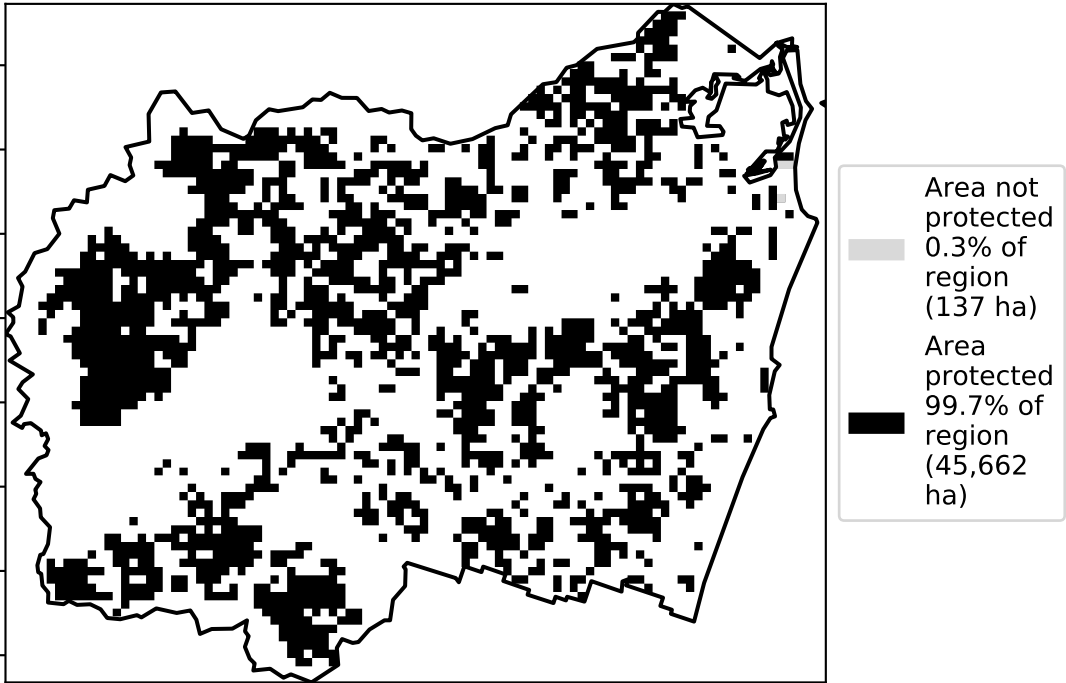 Area not
protected
0.3% of
region
(137 ha)
Area
protected
99.7% of
region
(45,662
ha)